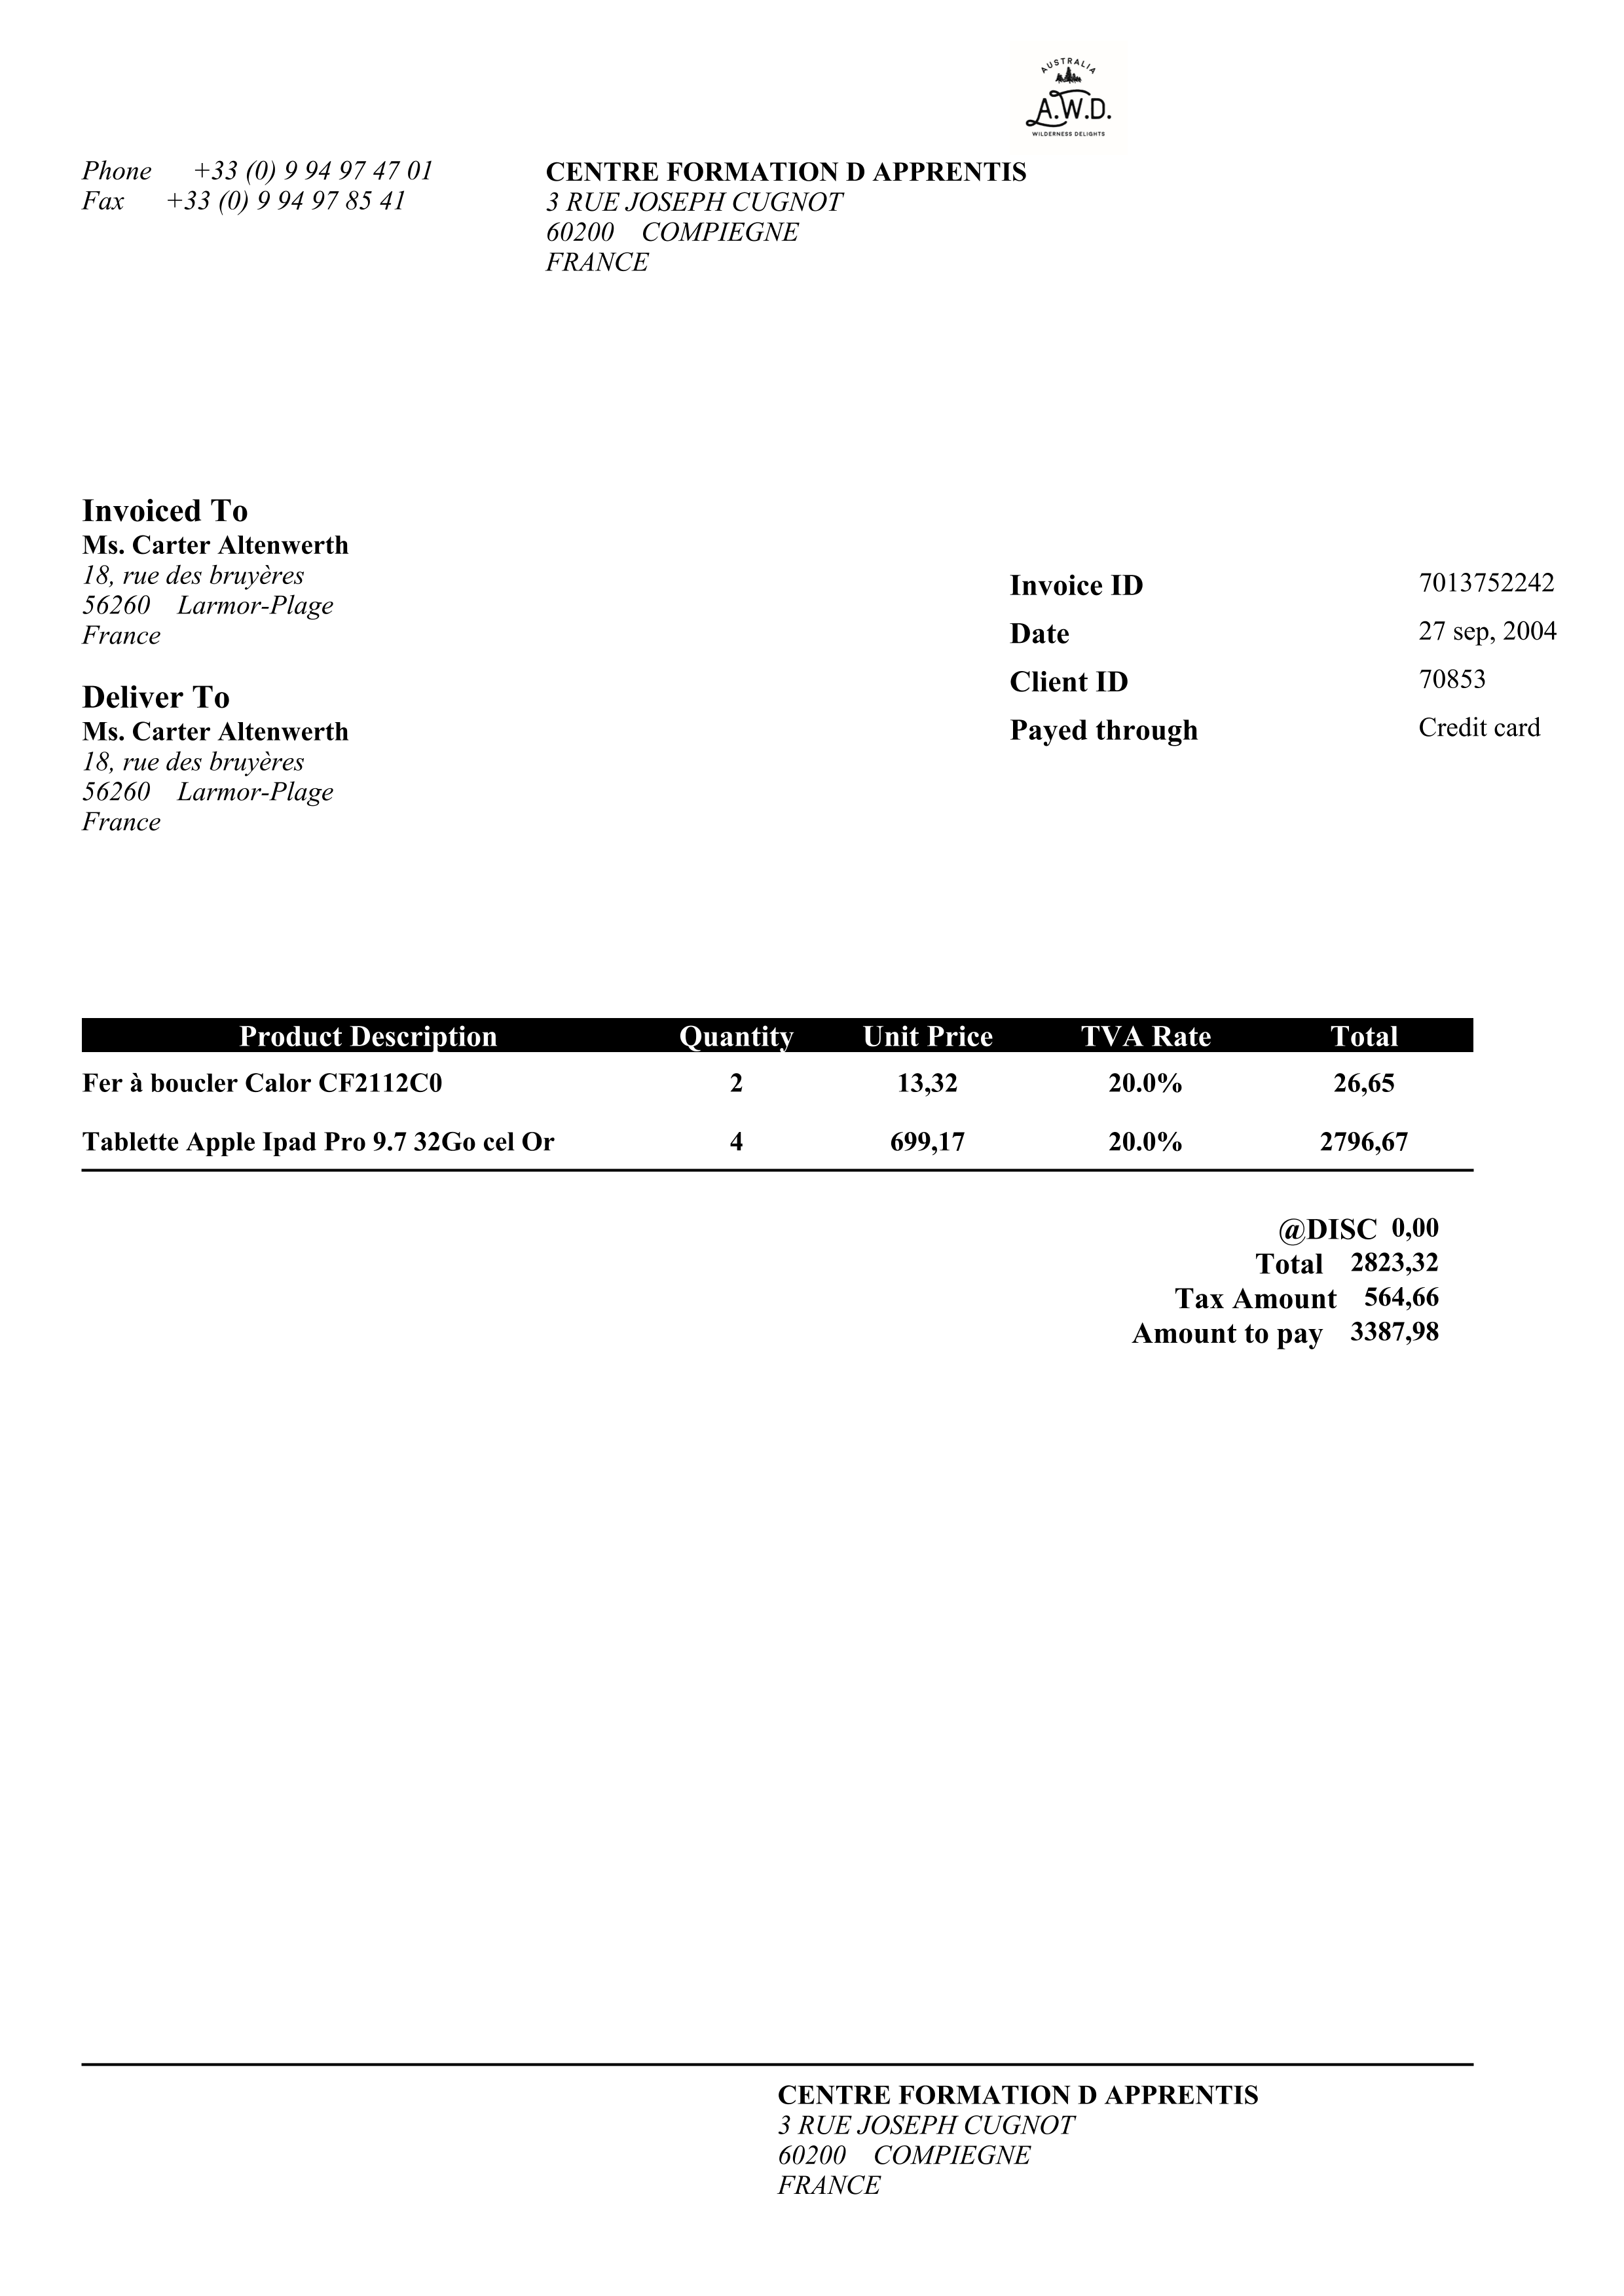 AUSTRALIA
A.W.D.
WILDERNESS DELIGHTS
Phone +33 (0) 9 94 97 47 01
Fax +33 (0) 9 94 97 85 41
CENTRE FORMATION D APPRENTIS
3 RUE JOSEPH CUGNOT
60200 COMPIEGNE
FRANCE
Invoiced To
Ms. Carter Altenwerth
18, rue des bruyères
56260 Larmor-Plage
France
Deliver To
Ms. Carter Altenwerth
18, rue des bruyères
56260 Larmor-Plage
France
Invoice ID 7013752242
Date 27 sep, 2004
Client ID 70853
Payed through Credit card
Product Description Quantity Unit Price TVA Rate Total
Fer à boucler Calor CF2112C0 2 13,32 20.0% 26,65
Tablette Apple Ipad Pro 9.7 32Go cel Or 4 699,17 20.0% 2796,67
@DISC 0,00
Total 2823,32
Tax Amount 564,66
Amount to pay 3387,98
CENTRE FORMATION D APPRENTIS
3 RUE JOSEPH CUGNOT
60200 COMPIEGNE
FRANCE